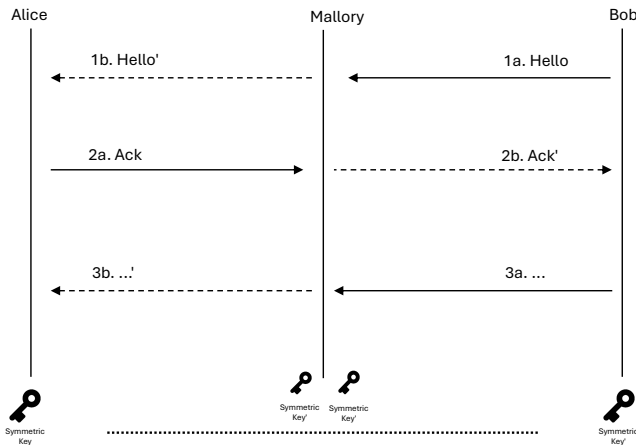 Alice
Mallory
Bob
1b. Hello'
1a. Hello
2a. Ack
2b. Ack'
3b. ...'
3a. ...
Symmetric
Key
Symmetric
Key'
Symmetric
Key'
Symmetric
Key'